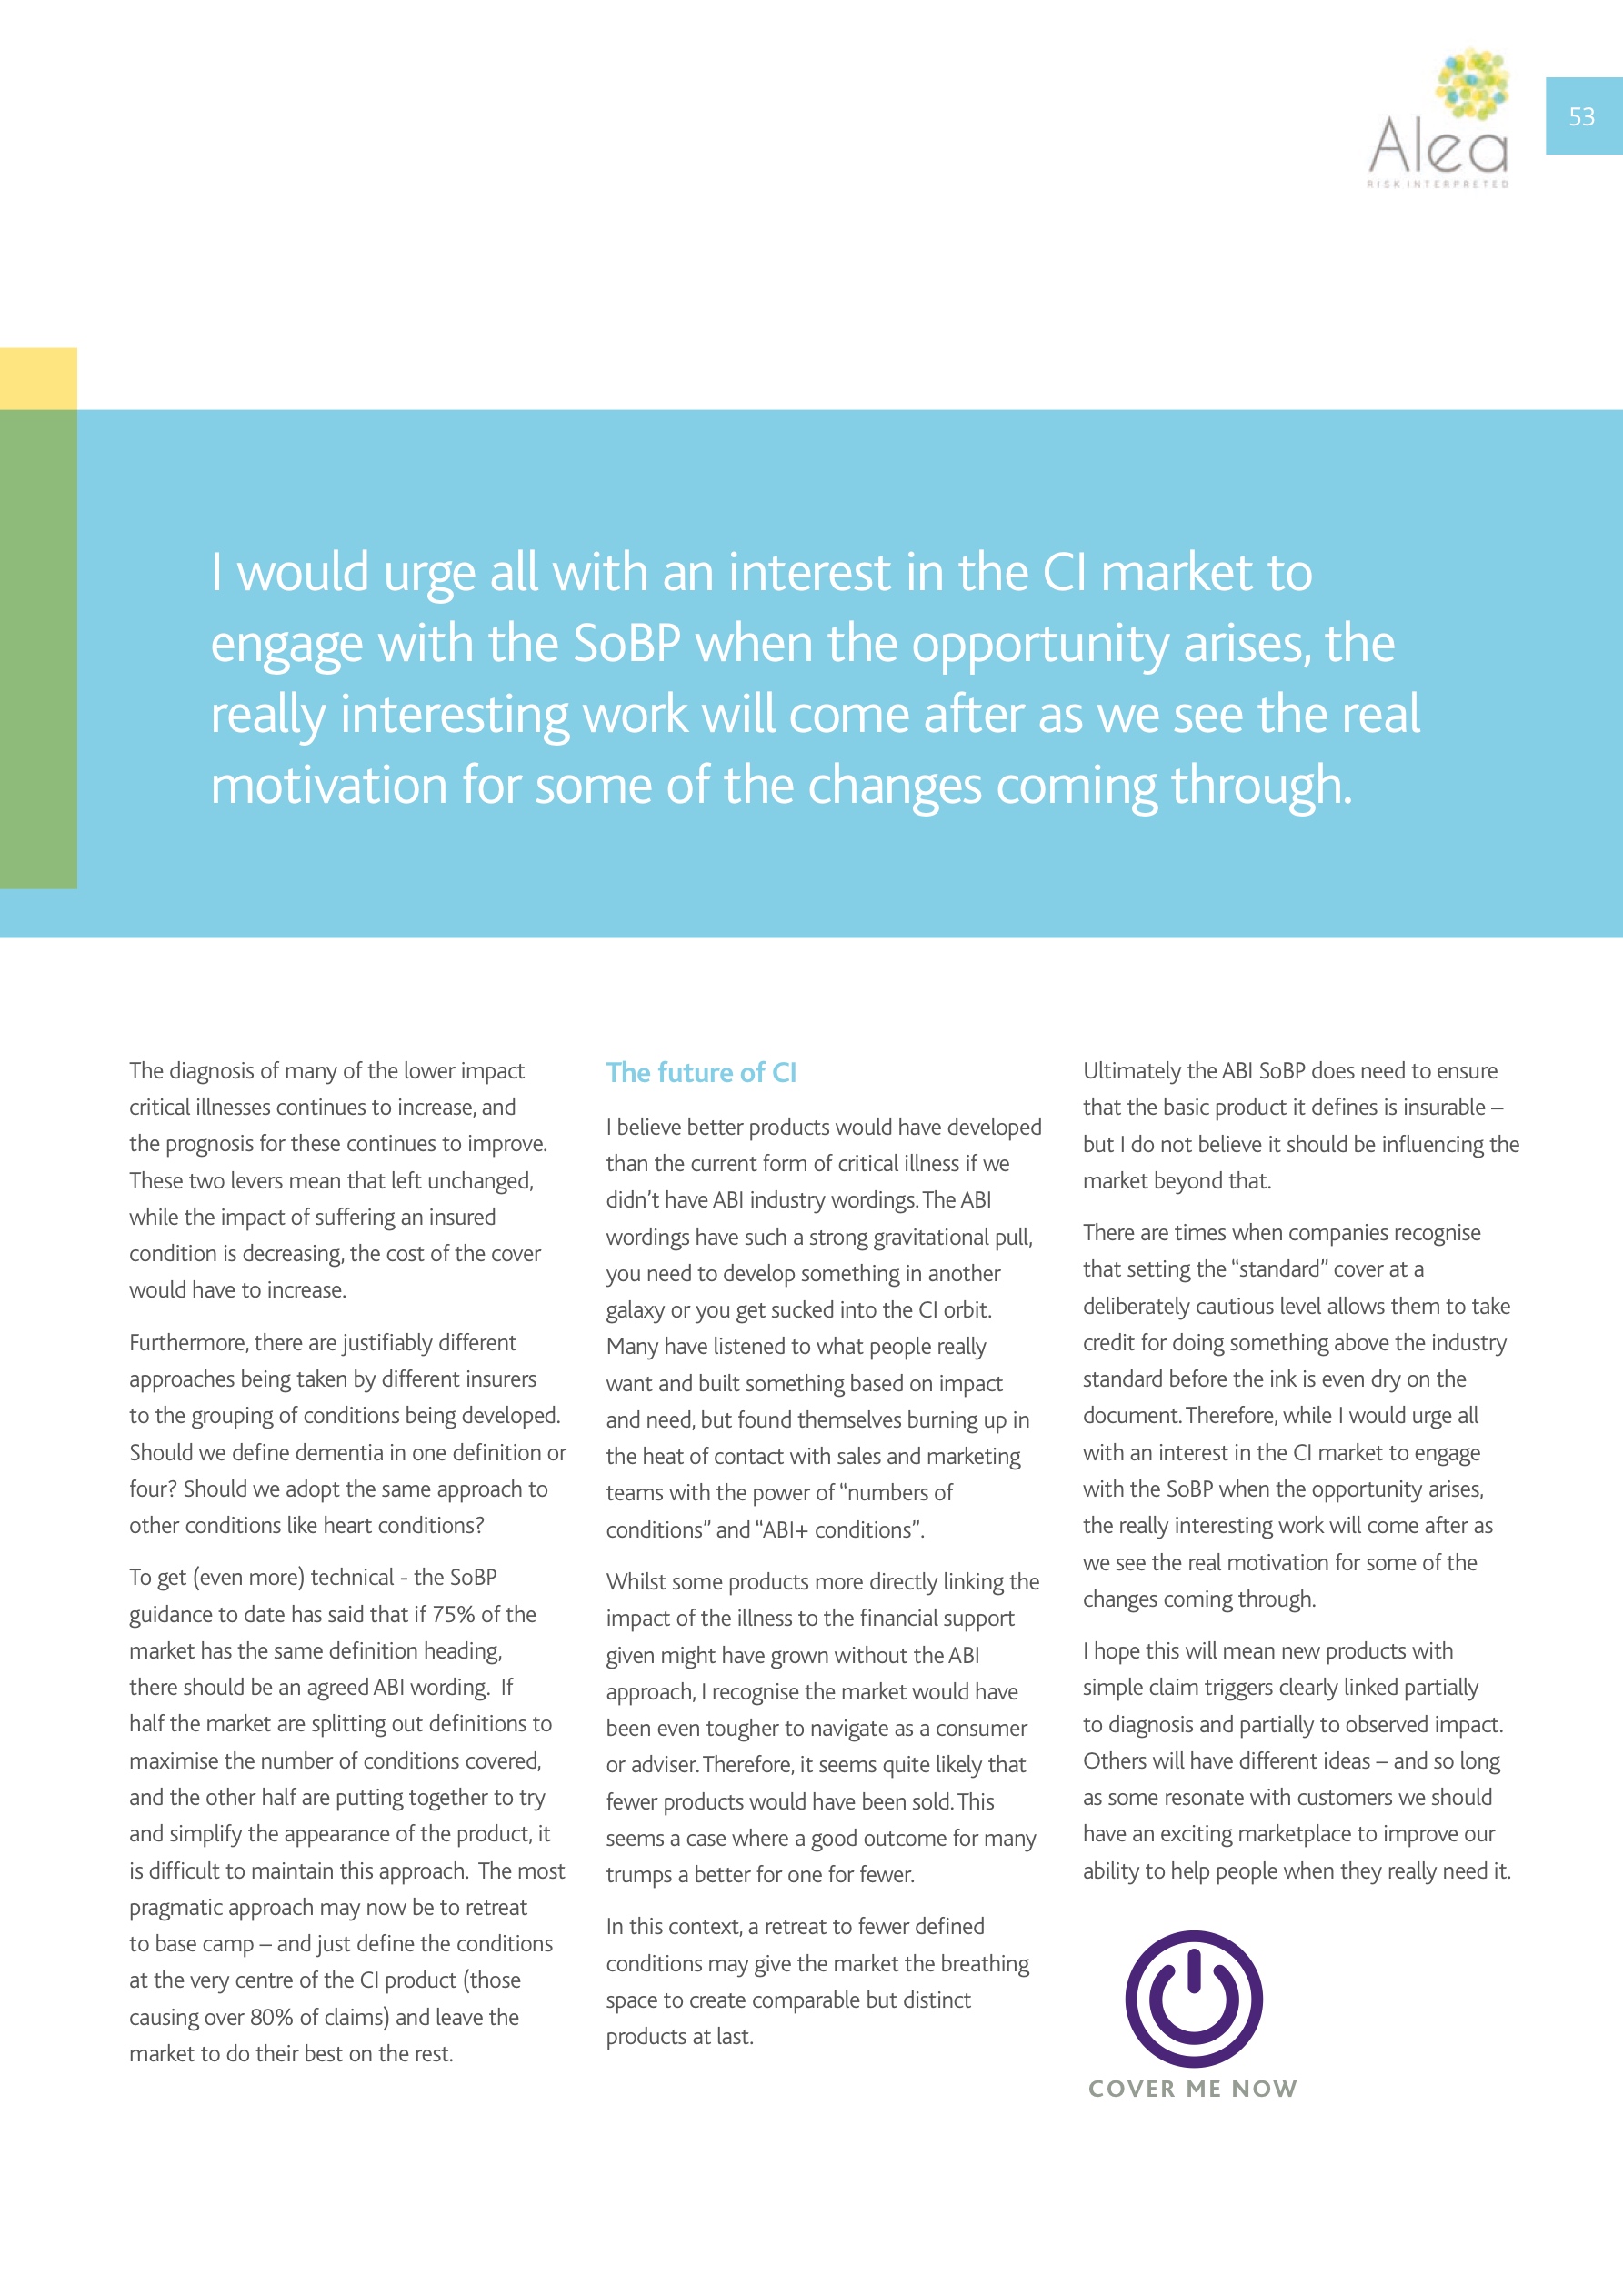 Alea
RISK INTERPRETED
53
I would urge all with an interest in the CI market to
engage with the SoBP when the opportunity arises, the
really interesting work will come after as we see the real
motivation for some of the changes coming through.
The diagnosis of many of the lower impact
critical illnesses continues to increase, and
the prognosis for these continues to improve.
These two levers mean that left unchanged,
while the impact of suffering an insured
condition is decreasing, the cost of the cover
would have to increase.
Furthermore, there are justifiably different
approaches being taken by different insurers
to the grouping of conditions being developed.
Should we define dementia in one definition or
four? Should we adopt the same approach to
other conditions like heart conditions?
To get (even more) technical - the SoBP
guidance to date has said that if 75% of the
market has the same definition heading,
there should be an agreed ABI wording. If
half the market are splitting out definitions to
maximise the number of conditions covered,
and the other half are putting together to try
and simplify the appearance of the product, it
is difficult to maintain this approach. The most
pragmatic approach may now be to retreat
to base camp – and just define the conditions
at the very centre of the CI product (those
causing over 80% of claims) and leave the
market to do their best on the rest.
The future of CI
I believe better products would have developed
than the current form of critical illness if we
didn't have ABI industry wordings. The ABI
wordings have such a strong gravitational pull,
you need to develop something in another
galaxy or you get sucked into the CI orbit.
Many have listened to what people really
want and built something based on impact
and need, but found themselves burning up in
the heat of contact with sales and marketing
teams with the power of “numbers of
conditions” and “ABI+ conditions”.
Whilst some products more directly linking the
impact of the illness to the financial support
given might have grown without the ABI
approach, I recognise the market would have
been even tougher to navigate as a consumer
or adviser. Therefore, it seems quite likely that
fewer products would have been sold. This
seems a case where a good outcome for many
trumps a better for one for fewer.
In this context, a retreat to fewer defined
conditions may give the market the breathing
space to create comparable but distinct
products at last.
Ultimately the ABI SoBP does need to ensure
that the basic product it defines is insurable –
but I do not believe it should be influencing the
market beyond that.
There are times when companies recognise
that setting the “standard” cover at a
deliberately cautious level allows them to take
credit for doing something above the industry
standard before the ink is even dry on the
document. Therefore, while I would urge all
with an interest in the CI market to engage
with the SoBP when the opportunity arises,
the really interesting work will come after as
we see the real motivation for some of the
changes coming through.
I hope this will mean new products with
simple claim triggers clearly linked partially
to diagnosis and partially to observed impact.
Others will have different ideas – and so long
as some resonate with customers we should
have an exciting marketplace to improve our
ability to help people when they really need it.
COVER ME NOW